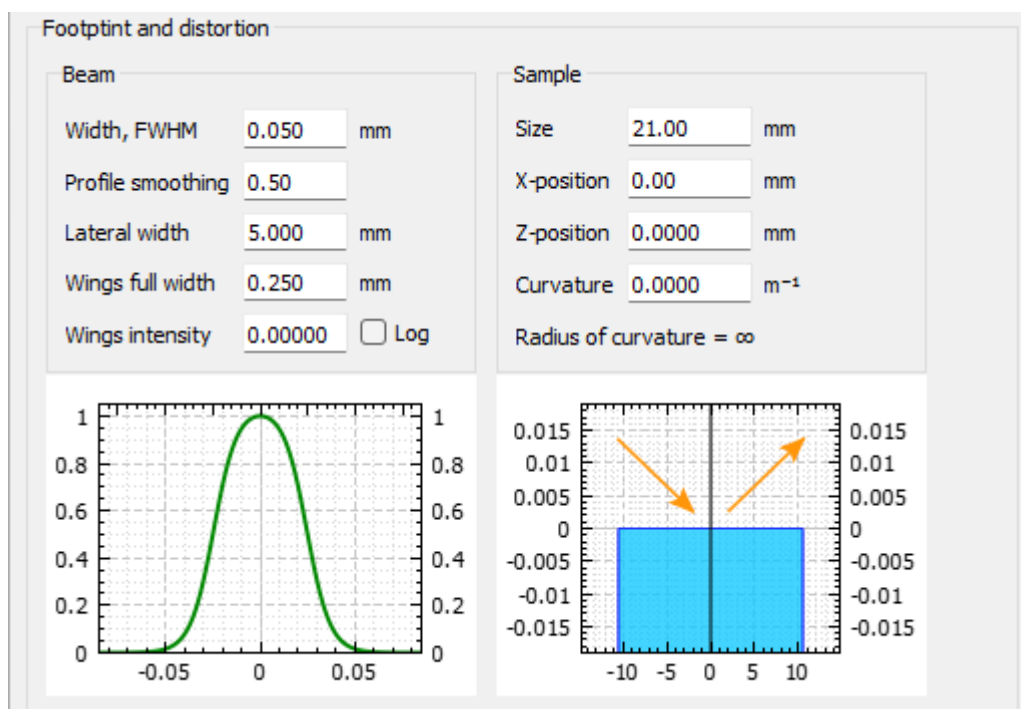 Footptint and distortion
Beam
Width, FWHM 0.050 mm
Profile smoothing 0.50
Lateral width 5.000 mm
Wings full width 0.250 mm
Wings intensity 0.00000 Log
Sample
Size 21.00 mm
X-position 0.00 mm
Z-position 0.0000 mm
Curvature 0.0000 m⁻¹
Radius of curvature = ∞
1 1
0.8 0.8
0.6 0.6
0.4 0.4
0.2 0.2
0 0
-0.05 0 0.05
0.015 0.015
0.01 0.01
0.005 0.005
0 0
-0.005 -0.005
-0.01 -0.01
-0.015 -0.015
-10 -5 0 5 10